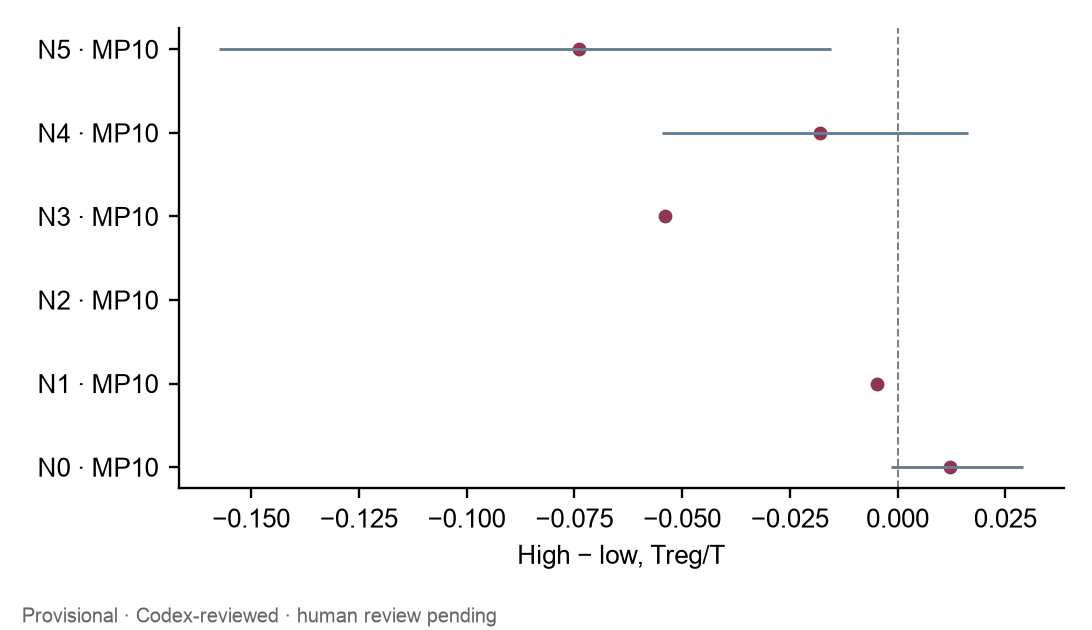 N5 · MP10
N4 · MP10
N3 · MP10
N2 · MP10
N1 · MP10
N0 · MP10
−0.150 −0.125 −0.100 −0.075 −0.050 −0.025 0.000 0.025
High − low, Treg/T
Provisional · Codex-reviewed · human review pending